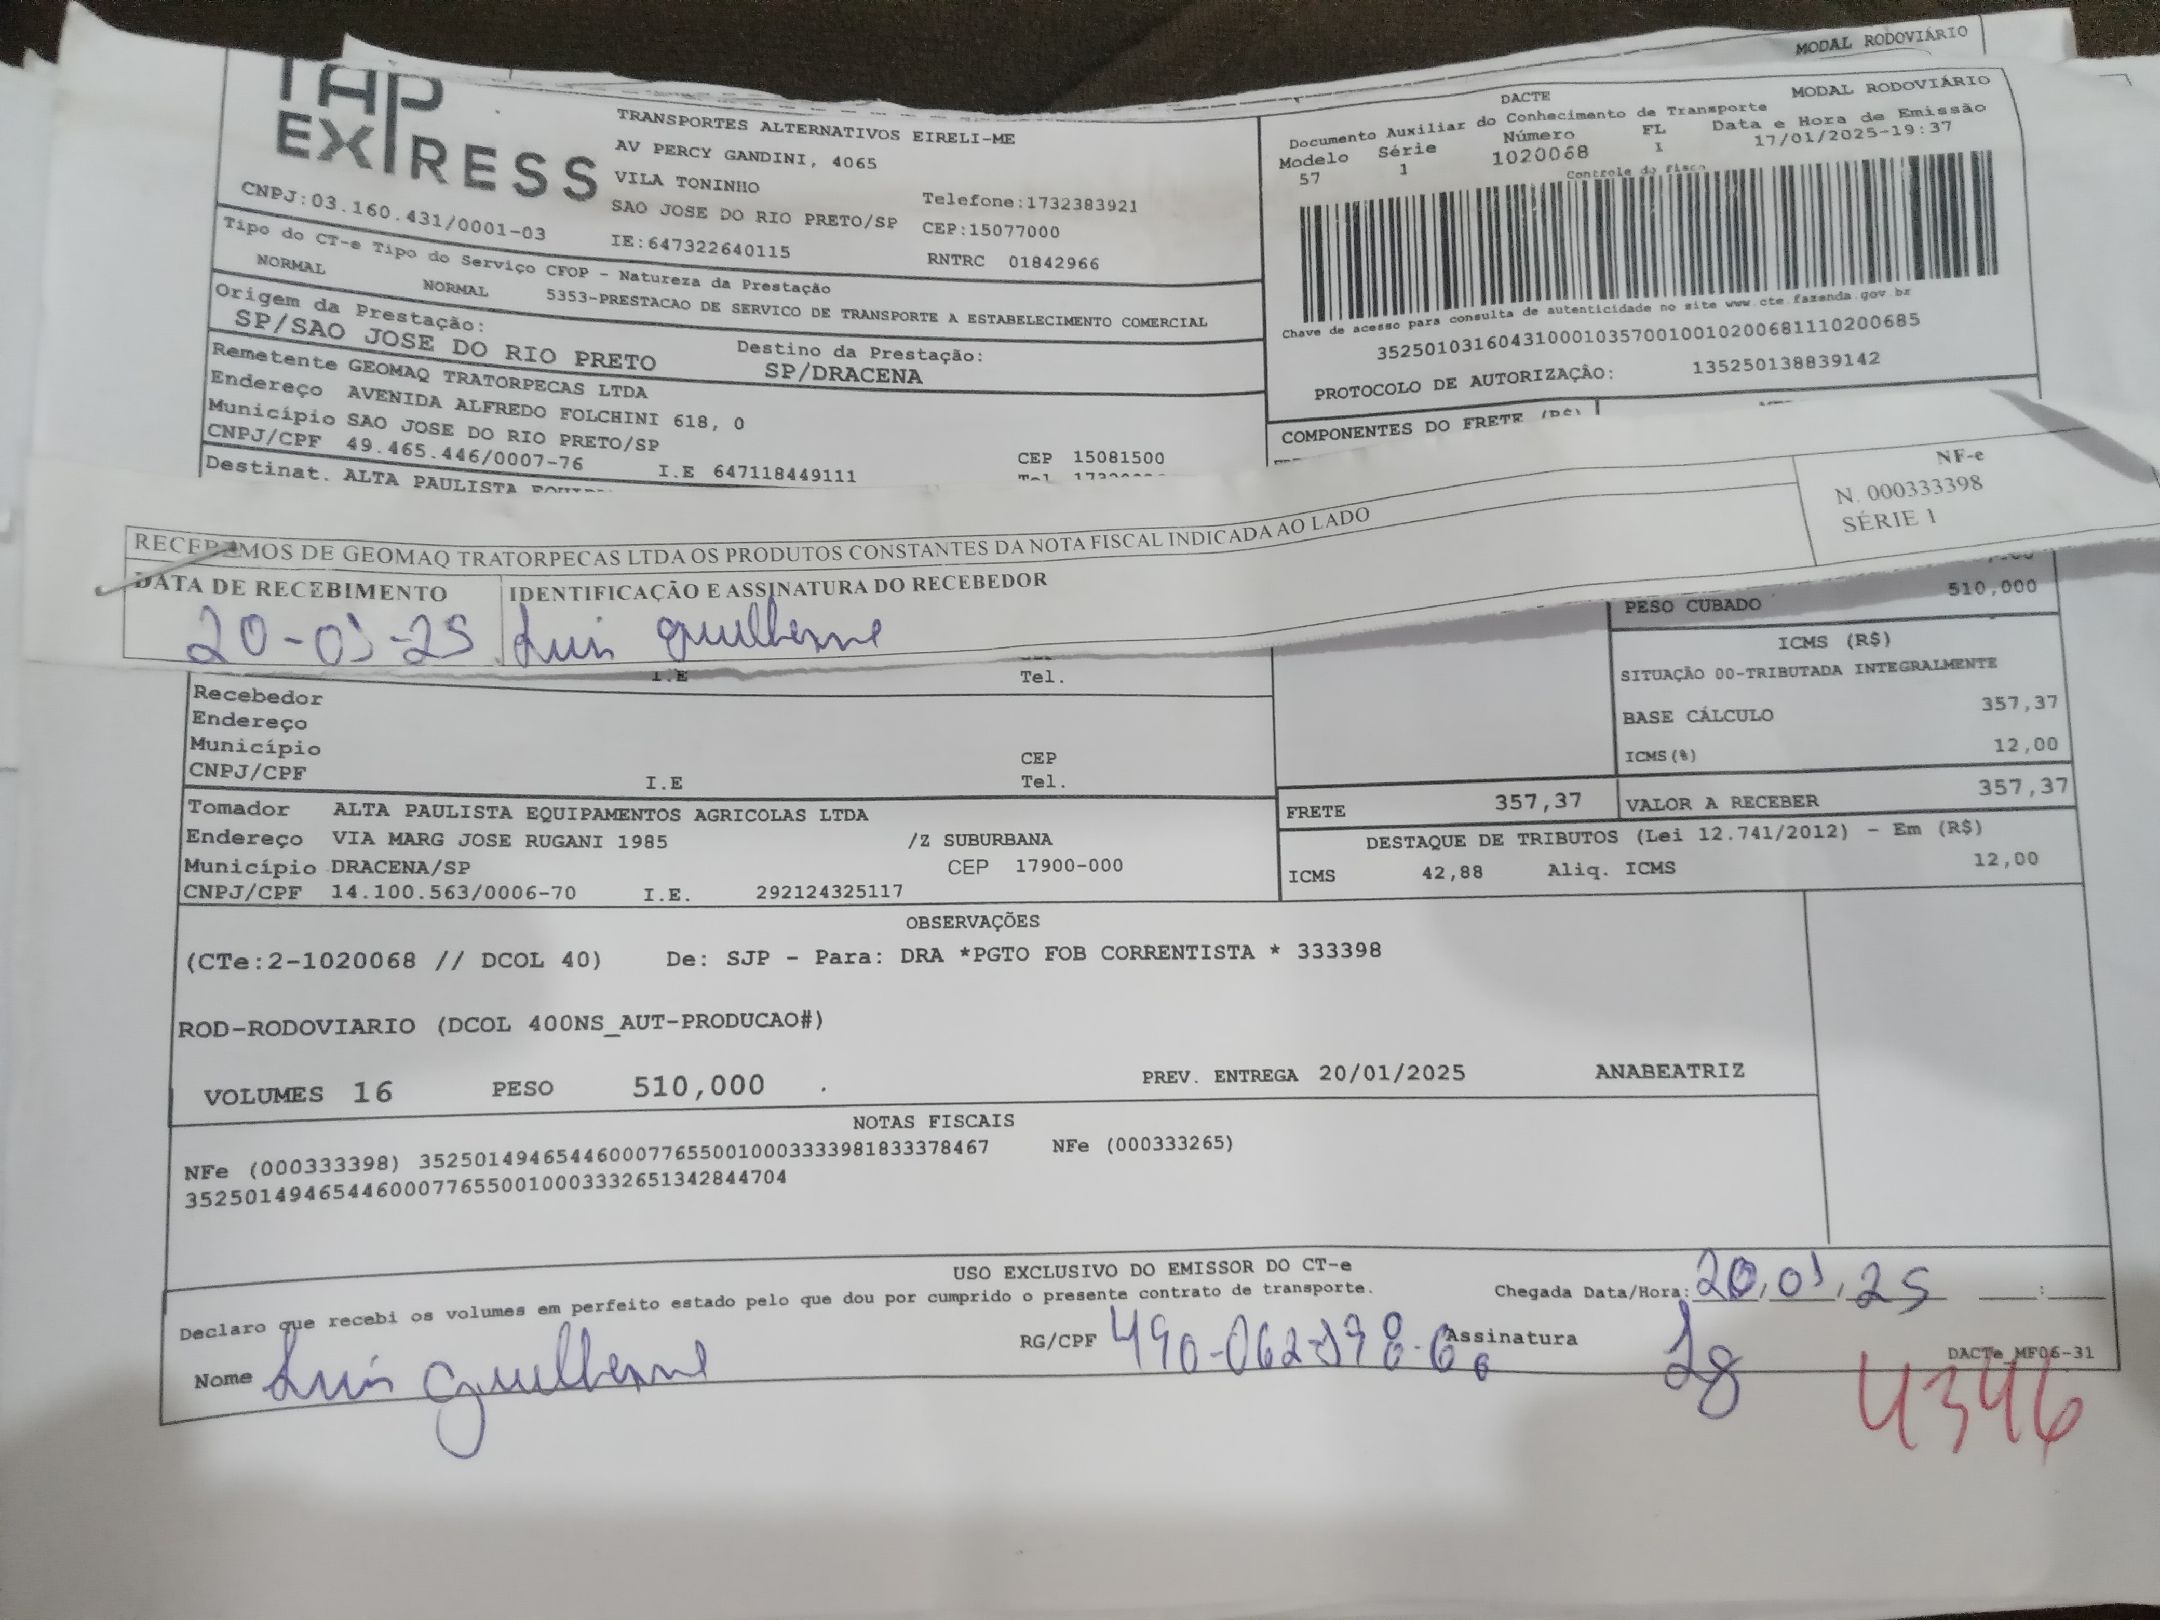 MODAL RODOVIÁRIO
TAP
EXPRESS
CNPJ:03.160.431/0001-03
TRANSPORTES ALTERNATIVOS EIRELI-ME
AV PERCY GANDINI, 4065
VILA TONINHO
SAO JOSE DO RIO PRETO/SP
IE:647322640115
Telefone:1732383921
CEP:15077000
RNTRC 01842966
DACTE MODAL RODOVIÁRIO
Documento Auxiliar do Conhecimento de Transporte
Modelo Série Número FL Data e Hora de Emissão
57 1 1020068 1 17/01/2025-19:37
Controle do Fisco
Chave de acesso para consulta de autenticidade no site www.cte.fazenda.gov.br
35250103160431000103570010010200681110200685
PROTOCOLO DE AUTORIZAÇÃO: 135250138839142
Tipo do CT-e Tipo do Serviço CFOP - Natureza da Prestação
NORMAL NORMAL 5353-PRESTACAO DE SERVICO DE TRANSPORTE A ESTABELECIMENTO COMERCIAL
Origem da Prestação: Destino da Prestação:
SP/SAO JOSE DO RIO PRETO SP/DRACENA
Remetente GEOMAQ TRATORPECAS LTDA
Endereço AVENIDA ALFREDO FOLCHINI 618, 0
Município SAO JOSE DO RIO PRETO/SP CEP 15081500
CNPJ/CPF 49.465.446/0007-76 I.E 647118449111
Destinat. ALTA PAULISTA
COMPONENTES DO FRETE
NF-e
N. 000333398
SÉRIE 1
RECEBEMOS DE GEOMAQ TRATORPECAS LTDA OS PRODUTOS CONSTANTES DA NOTA FISCAL INDICADA AO LADO
DATA DE RECEBIMENTO IDENTIFICAÇÃO E ASSINATURA DO RECEBEDOR
20-01-25 Luis Guilherme
PESO CUBADO 510,000
I.E Tel.
ICMS (R$)
SITUAÇÃO 00-TRIBUTADA INTEGRALMENTE
BASE CÁLCULO 357,37
ICMS(%) 12,00
Recebedor
Endereço
Município CEP
CNPJ/CPF I.E Tel.
FRETE 357,37 VALOR A RECEBER 357,37
Tomador ALTA PAULISTA EQUIPAMENTOS AGRICOLAS LTDA
Endereço VIA MARG JOSE RUGANI 1985 /Z SUBURBANA
Município DRACENA/SP CEP 17900-000
CNPJ/CPF 14.100.563/0006-70 I.E. 292124325117
DESTAQUE DE TRIBUTOS (Lei 12.741/2012) - Em (R$)
ICMS 42,88 Aliq. ICMS 12,00
OBSERVAÇÕES
(CTe:2-1020068 // DCOL 40) De: SJP - Para: DRA *PGTO FOB CORRENTISTA * 333398
ROD-RODOVIARIO (DCOL 400NS_AUT-PRODUCAO#)
VOLUMES 16 PESO 510,000 PREV. ENTREGA 20/01/2025 ANABEATRIZ
NOTAS FISCAIS
NFe (000333398) 35250149465446000776550010003333981833378467 NFe (000333265)
35250149465446000776550010003332651342844704
USO EXCLUSIVO DO EMISSOR DO CT-e
Declaro que recebi os volumes em perfeito estado pelo que dou por cumprido o presente contrato de transporte. Chegada Data/Hora: 20,01,25 :
Nome Luis Guilherme RG/CPF Assinatura
DACTe MF06-31
4346